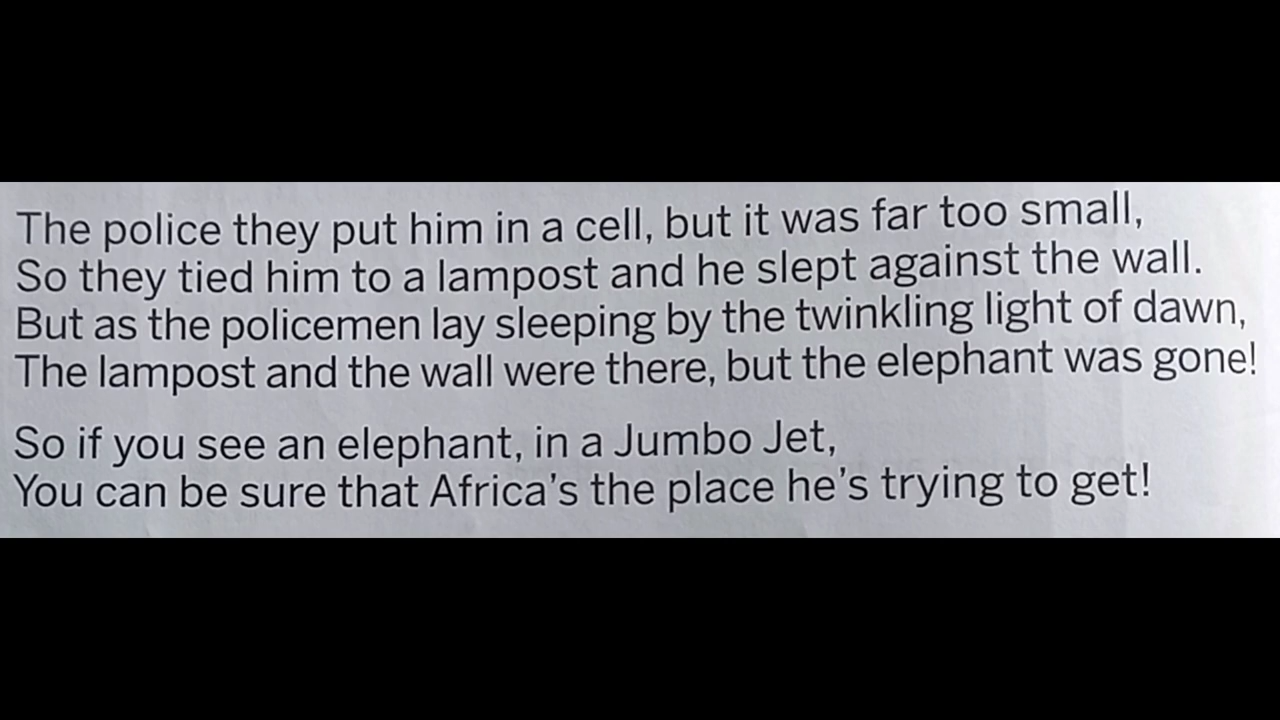 The police they put him in a cell, but it was far too small,
So they tied him to a lampost and he slept against the wall.
But as the policemen lay sleeping by the twinkling light of dawn,
The lampost and the wall were there, but the elephant was gone!
So if you see an elephant, in a Jumbo Jet,
You can be sure that Africa's the place he's trying to get!